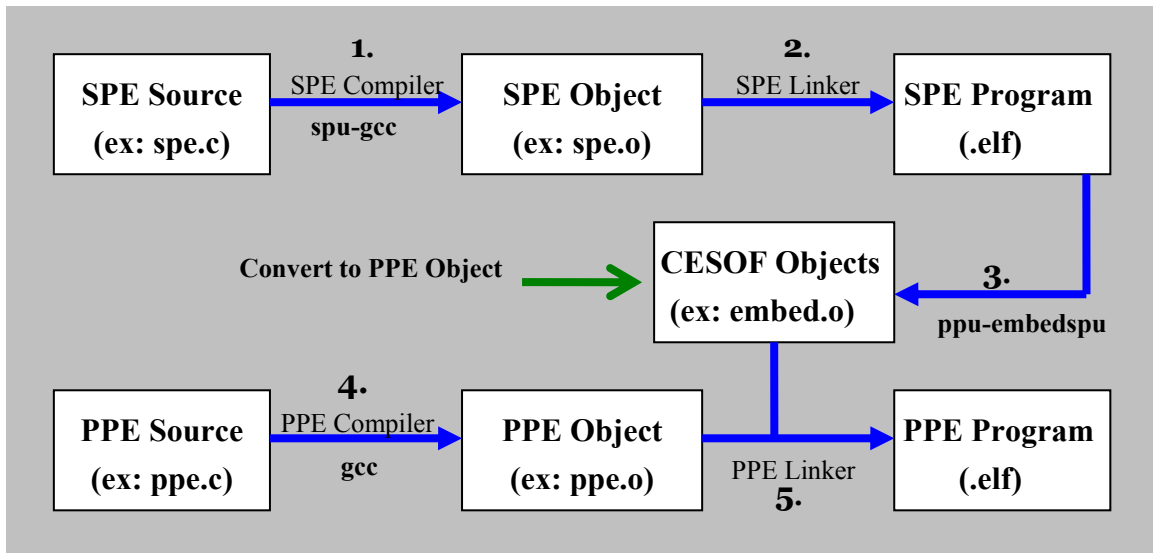 1.
SPE Source
(ex: spe.c)
SPE Compiler
spu-gcc
SPE Object
(ex: spe.o)
2.
SPE Linker
SPE Program
(.elf)
Convert to PPE Object
CESOF Objects
(ex: embed.o)
3.
ppu-embedspu
PPE Source
(ex: ppe.c)
4.
PPE Compiler
gcc
PPE Object
(ex: ppe.o)
PPE Linker
5.
PPE Program
(.elf)